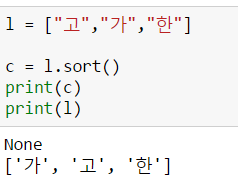 l = ["고","가","한"]
c = l.sort()
print(c)
print(l)
None
['가', '고', '한']